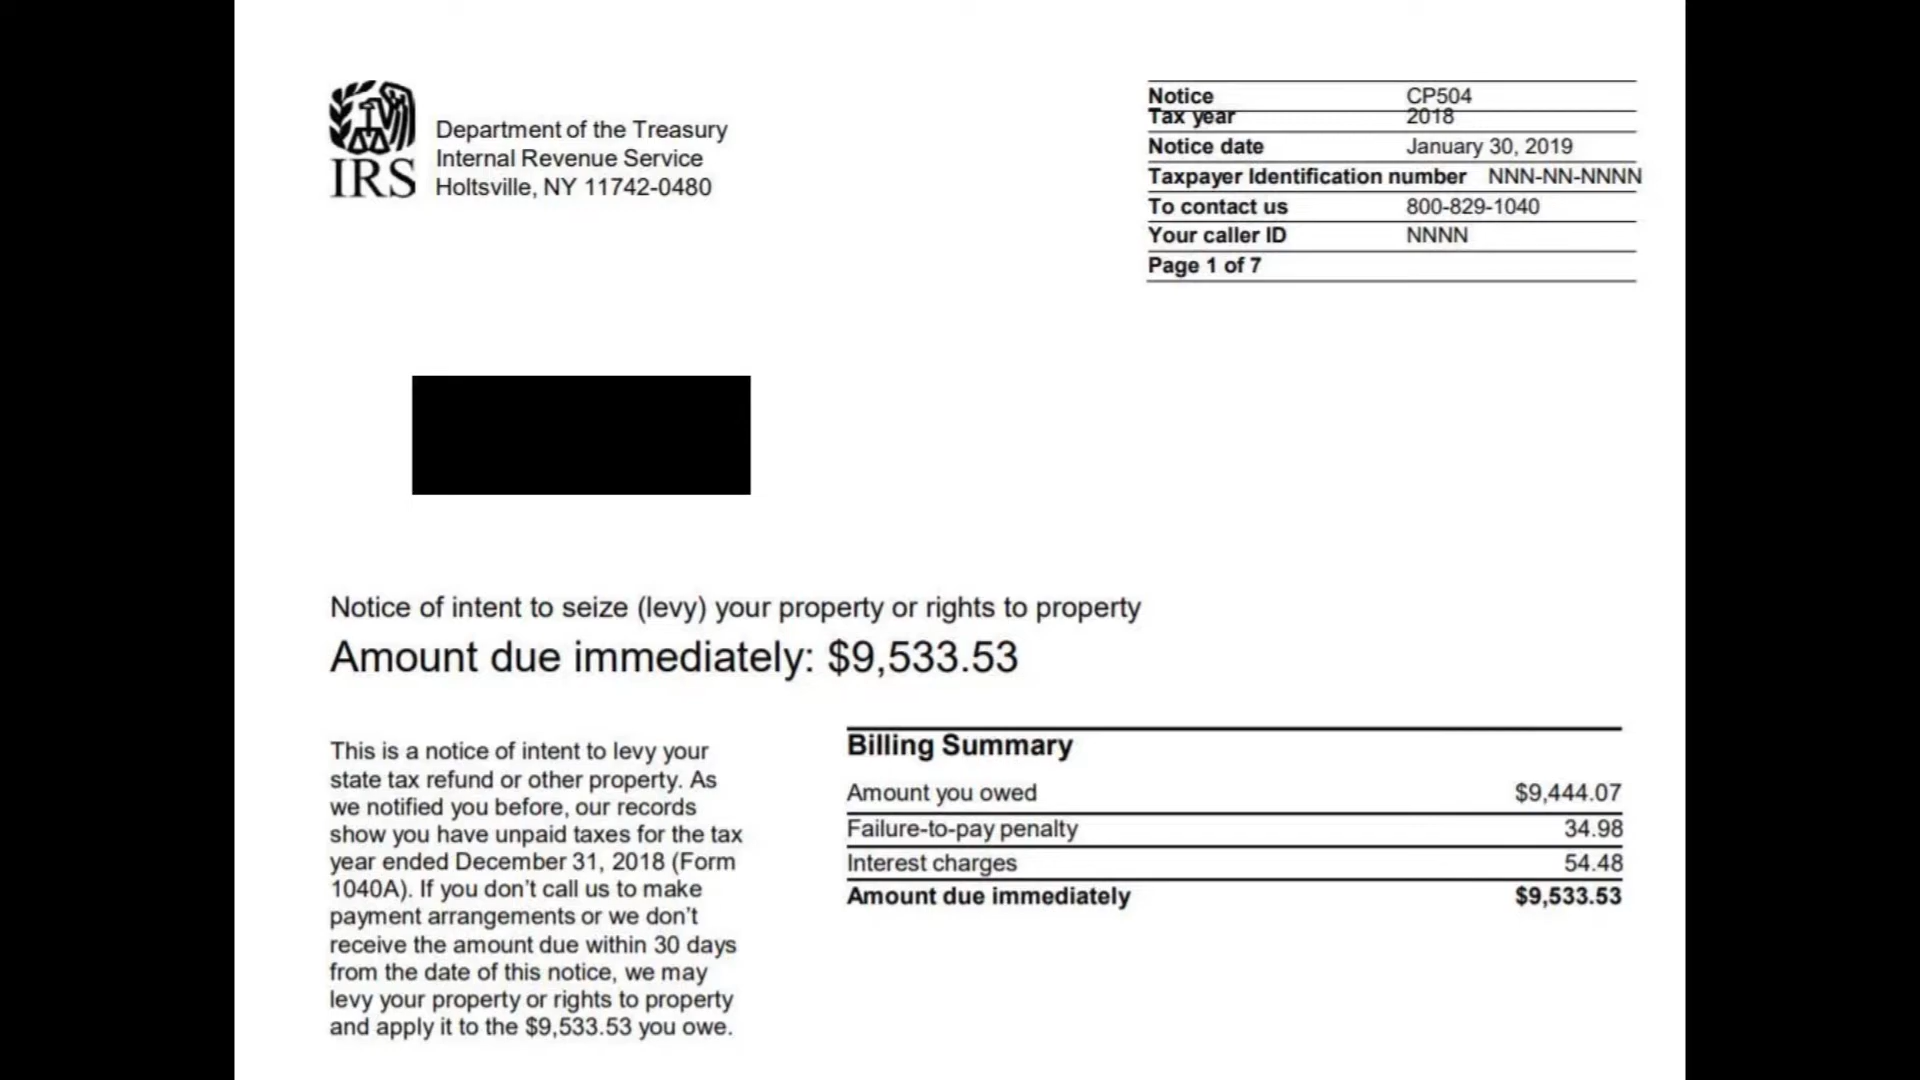 IRS
Department of the Treasury
Internal Revenue Service
Holtsville, NY 11742-0480
Notice CP504
Tax year 2018
Notice date January 30, 2019
Taxpayer Identification number NNN-NN-NNNN
To contact us 800-829-1040
Your caller ID NNNN
Page 1 of 7
Notice of intent to seize (levy) your property or rights to property
Amount due immediately: $9,533.53
This is a notice of intent to levy your
state tax refund or other property. As
we notified you before, our records
show you have unpaid taxes for the tax
year ended December 31, 2018 (Form
1040A). If you don't call us to make
payment arrangements or we don't
receive the amount due within 30 days
from the date of this notice, we may
levy your property or rights to property
and apply it to the $9,533.53 you owe.
Billing Summary
Amount you owed $9,444.07
Failure-to-pay penalty 34.98
Interest charges 54.48
Amount due immediately $9,533.53